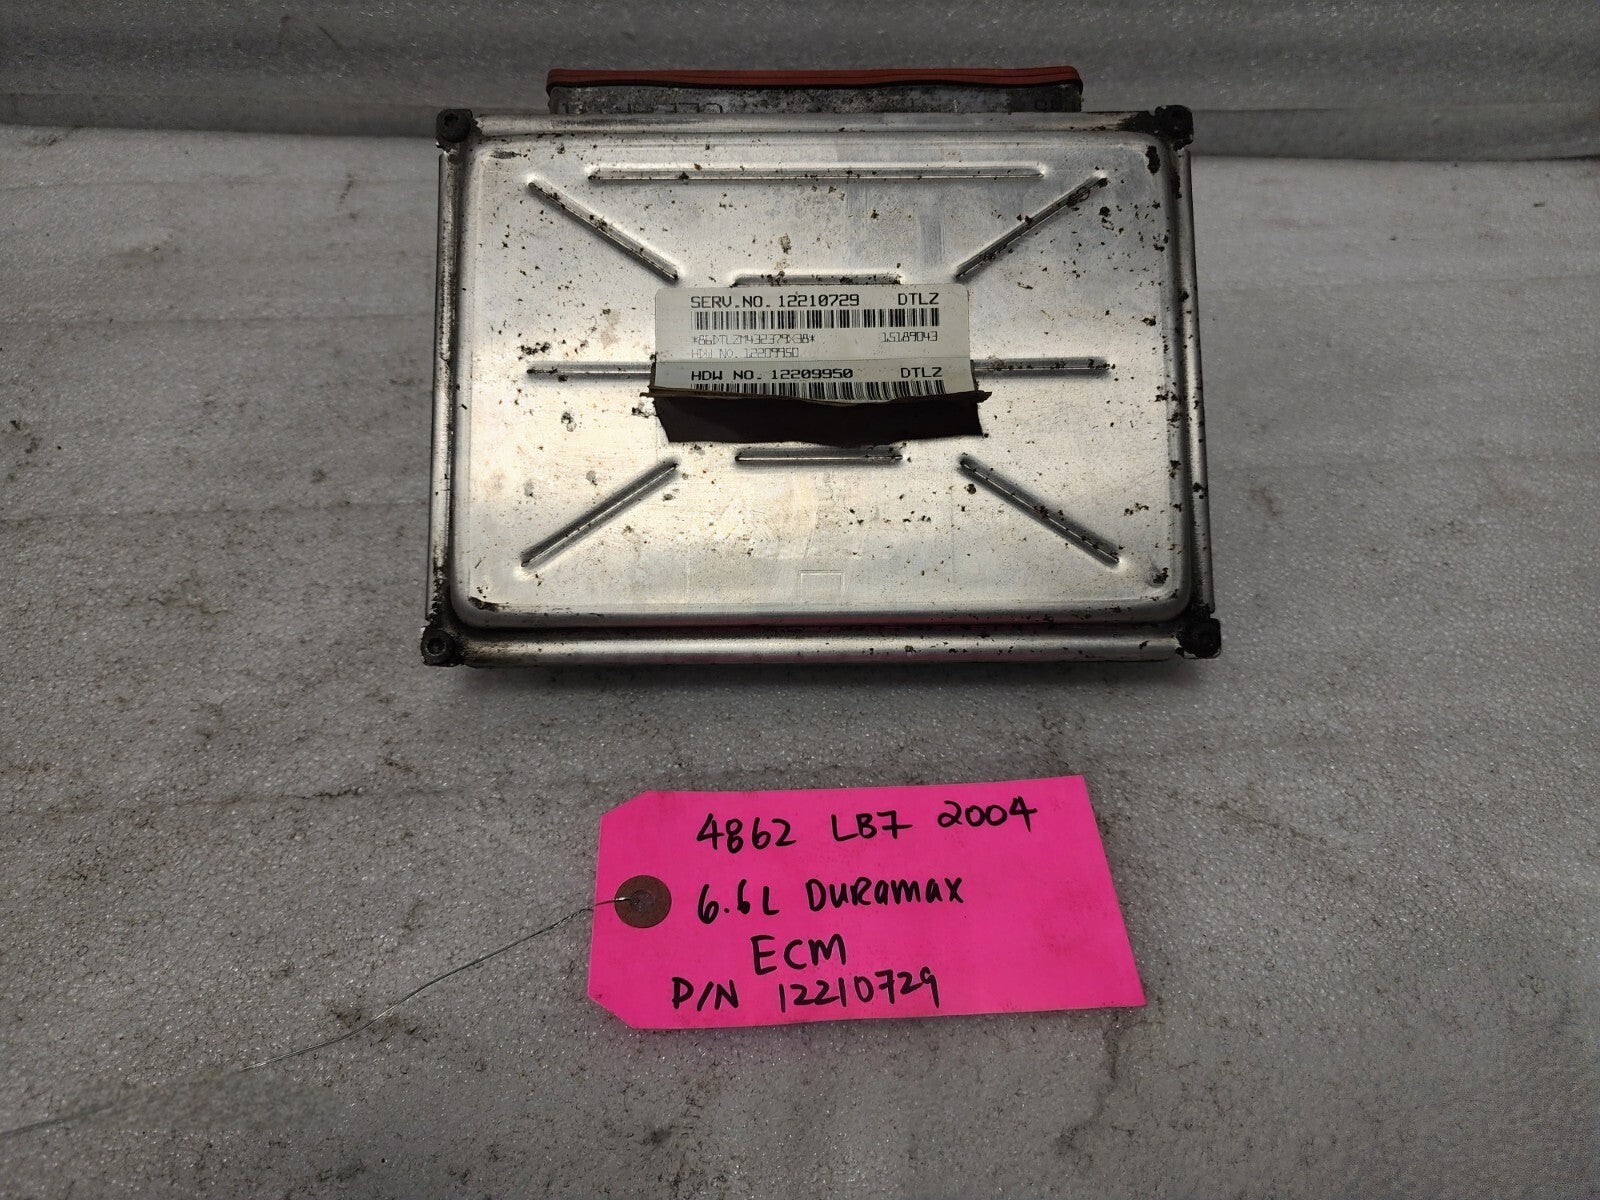 SERV.NO. 12210729 DTLZ
*86DTLZM432379X38* 15189043
HDW NO. 12209950
HDW NO. 12209950 DTLZ
4862 LB7 2004
6.6L DURAMAX
ECM
P/N 12210729